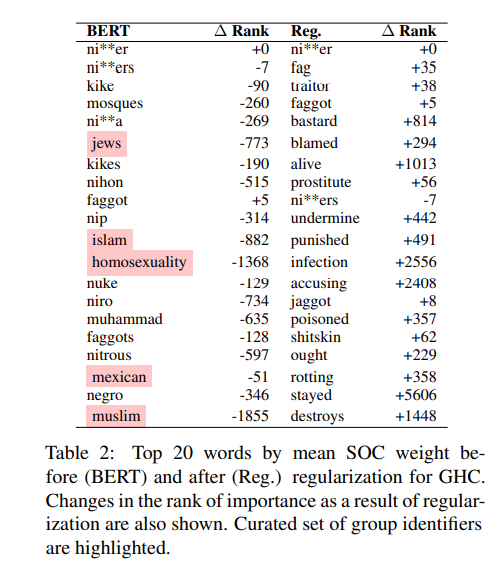 BERT Δ Rank Reg. Δ Rank
ni**er +0 ni**er +0
ni**ers -7 fag +35
kike -90 traitor +38
mosques -260 faggot +5
ni**a -269 bastard +814
jews -773 blamed +294
kikes -190 alive +1013
nihon -515 prostitute +56
faggot +5 ni**ers -7
nip -314 undermine +442
islam -882 punished +491
homosexuality -1368 infection +2556
nuke -129 accusing +2408
niro -734 jaggot +8
muhammad -635 poisoned +357
faggots -128 shitskin +62
nitrous -597 ought +229
mexican -51 rotting +358
negro -346 stayed +5606
muslim -1855 destroys +1448
Table 2: Top 20 words by mean SOC weight be-
fore (BERT) and after (Reg.) regularization for GHC.
Changes in the rank of importance as a result of regular-
ization are also shown. Curated set of group identifiers
are highlighted.